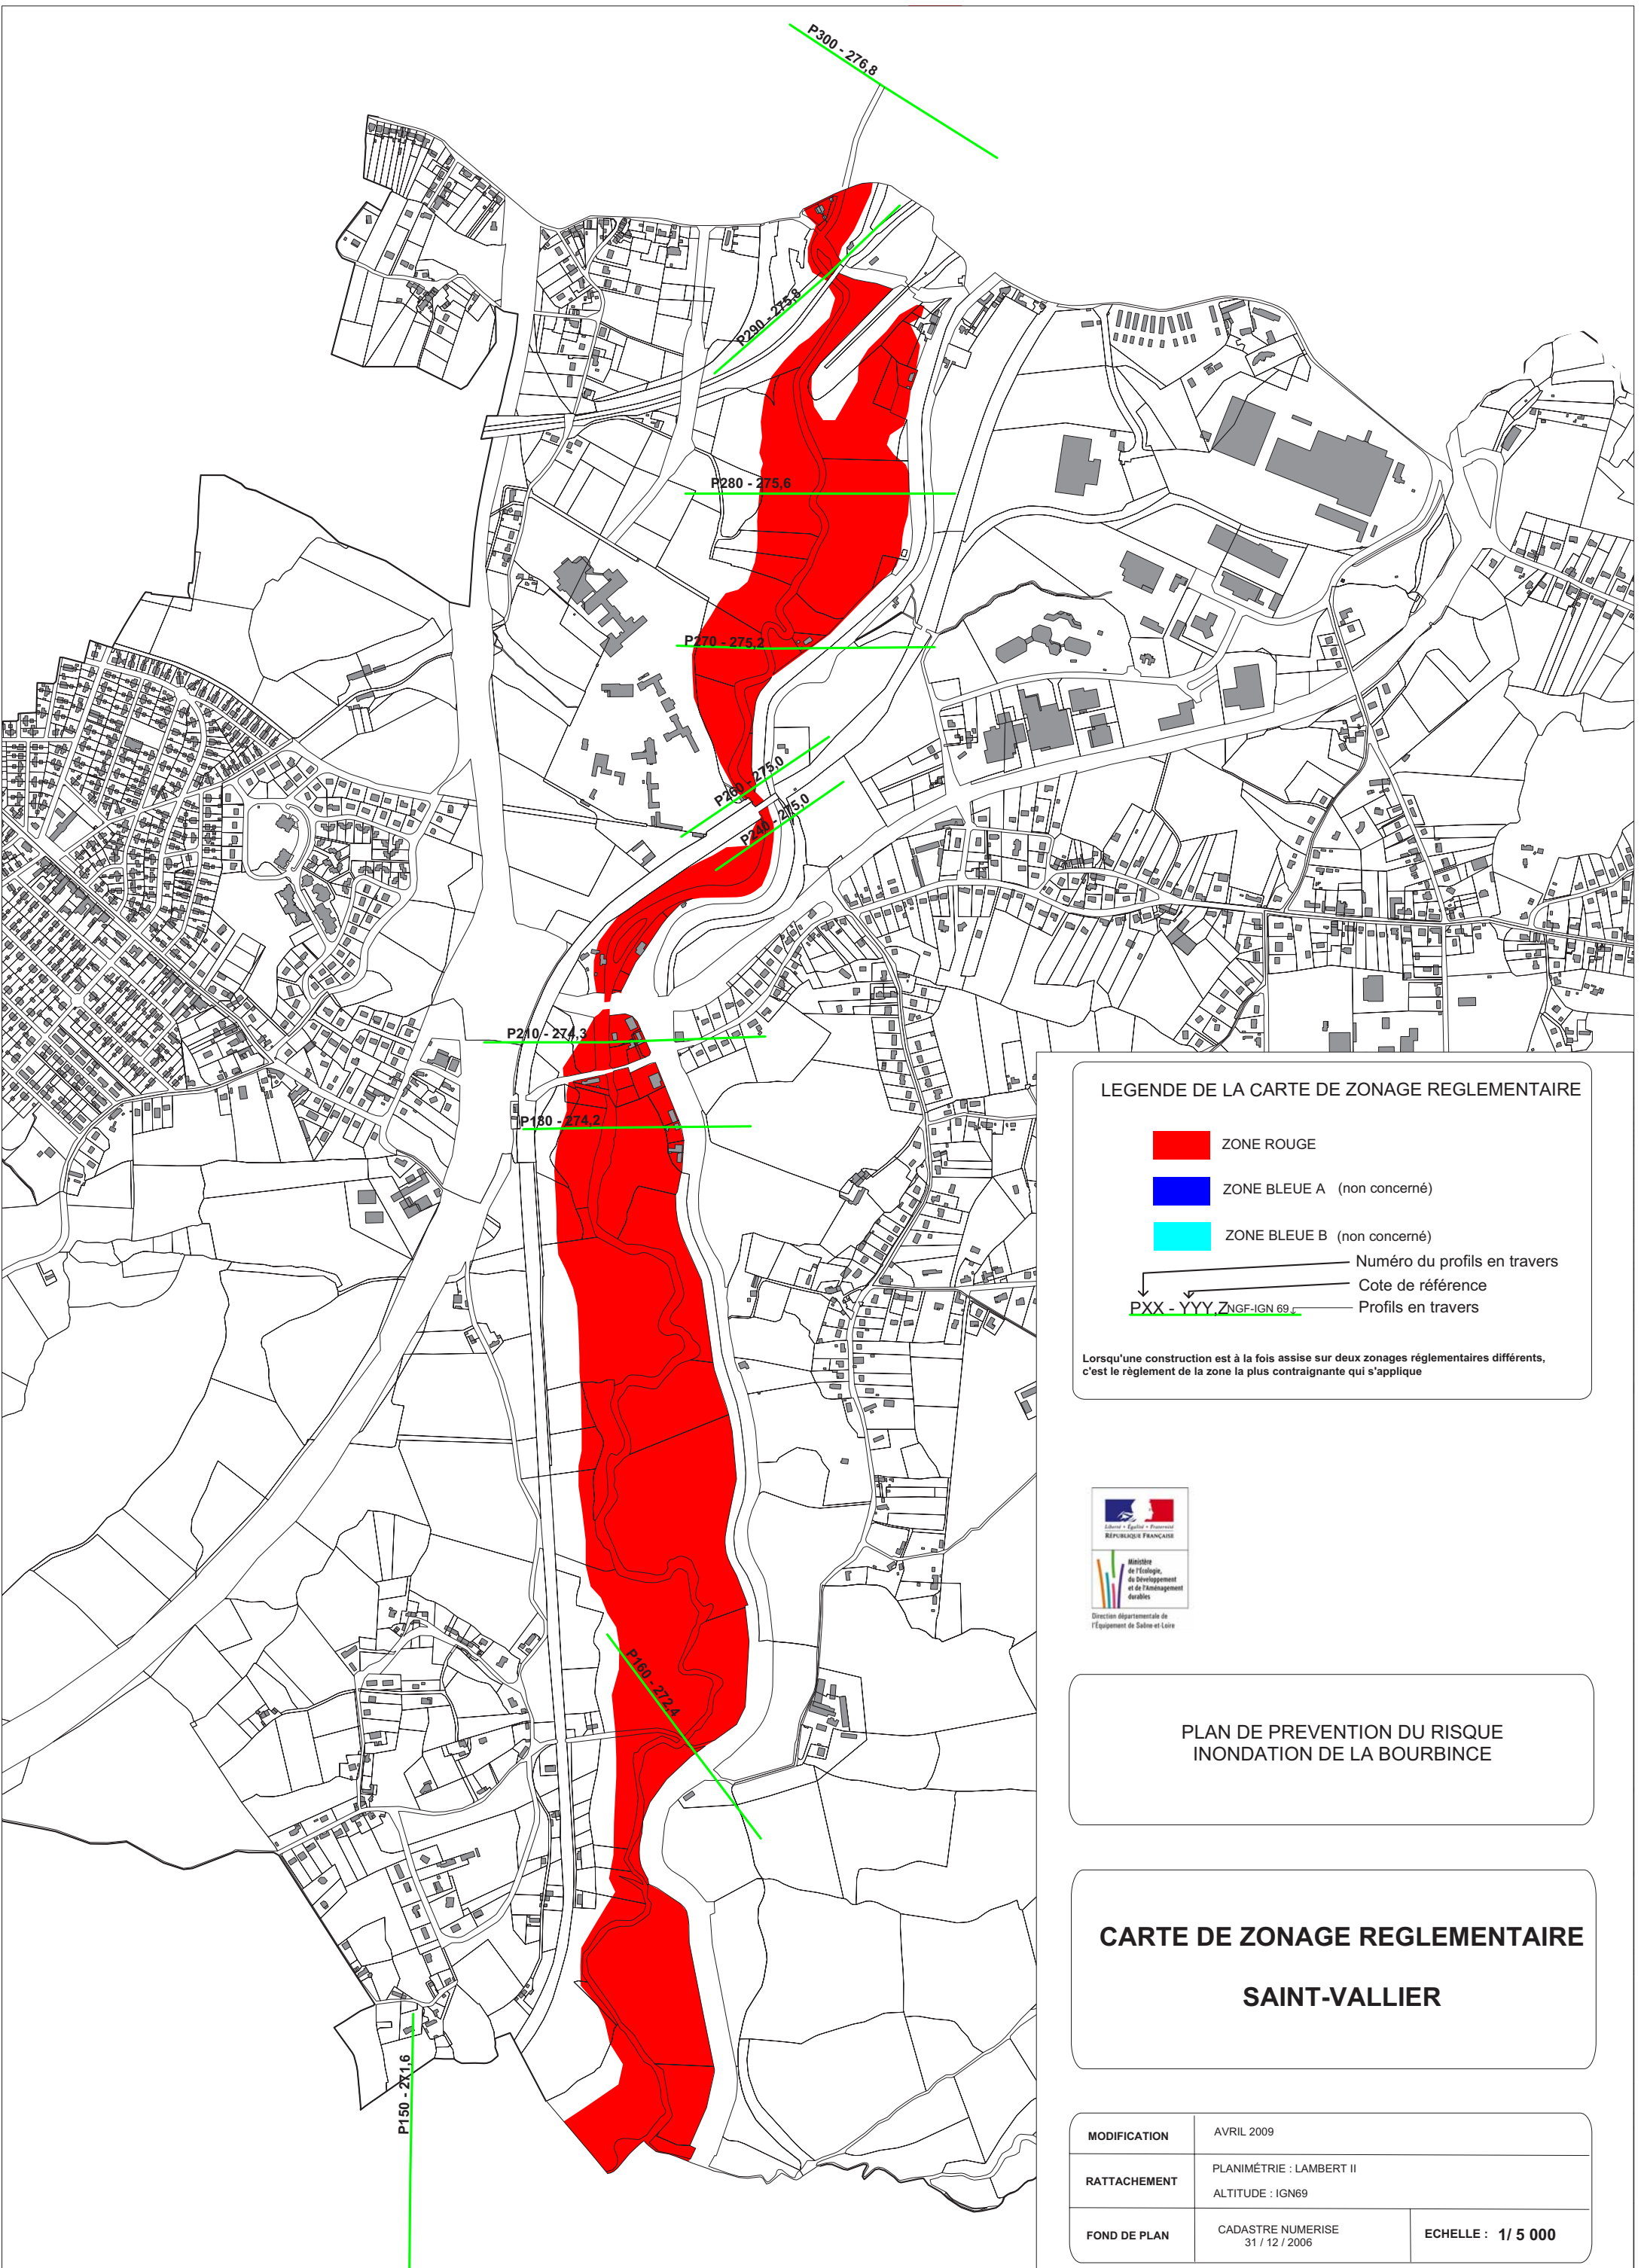 P300 - 276,8
P290 - 275,8
P280 - 275,6
P270 - 275,2
P260 - 275,0
P240 - 275,0
P210 - 274,3
P180 - 274,2
P160 - 272,4
P150 - 271,6
LEGENDE DE LA CARTE DE ZONAGE REGLEMENTAIRE
ZONE ROUGE
ZONE BLEUE A (non concerné)
ZONE BLEUE B (non concerné)
Numéro du profils en travers
Cote de référence
PXX - YYY,Z NGF-IGN 69 Profils en travers
Lorsqu'une construction est à la fois assise sur deux zonages réglementaires différents,
c'est le règlement de la zone la plus contraignante qui s'applique
Liberté • Égalité • Fraternité
RÉPUBLIQUE FRANÇAISE
Ministère
de l'Écologie,
du Développement
et de l'Aménagement
durables
Direction départementale de
l'Équipement de Saône-et-Loire
PLAN DE PREVENTION DU RISQUE
INONDATION DE LA BOURBINCE
CARTE DE ZONAGE REGLEMENTAIRE
SAINT-VALLIER
MODIFICATION AVRIL 2009
RATTACHEMENT PLANIMÉTRIE : LAMBERT II
ALTITUDE : IGN69
FOND DE PLAN CADASTRE NUMERISE
31 / 12 / 2006
ECHELLE : 1/ 5 000